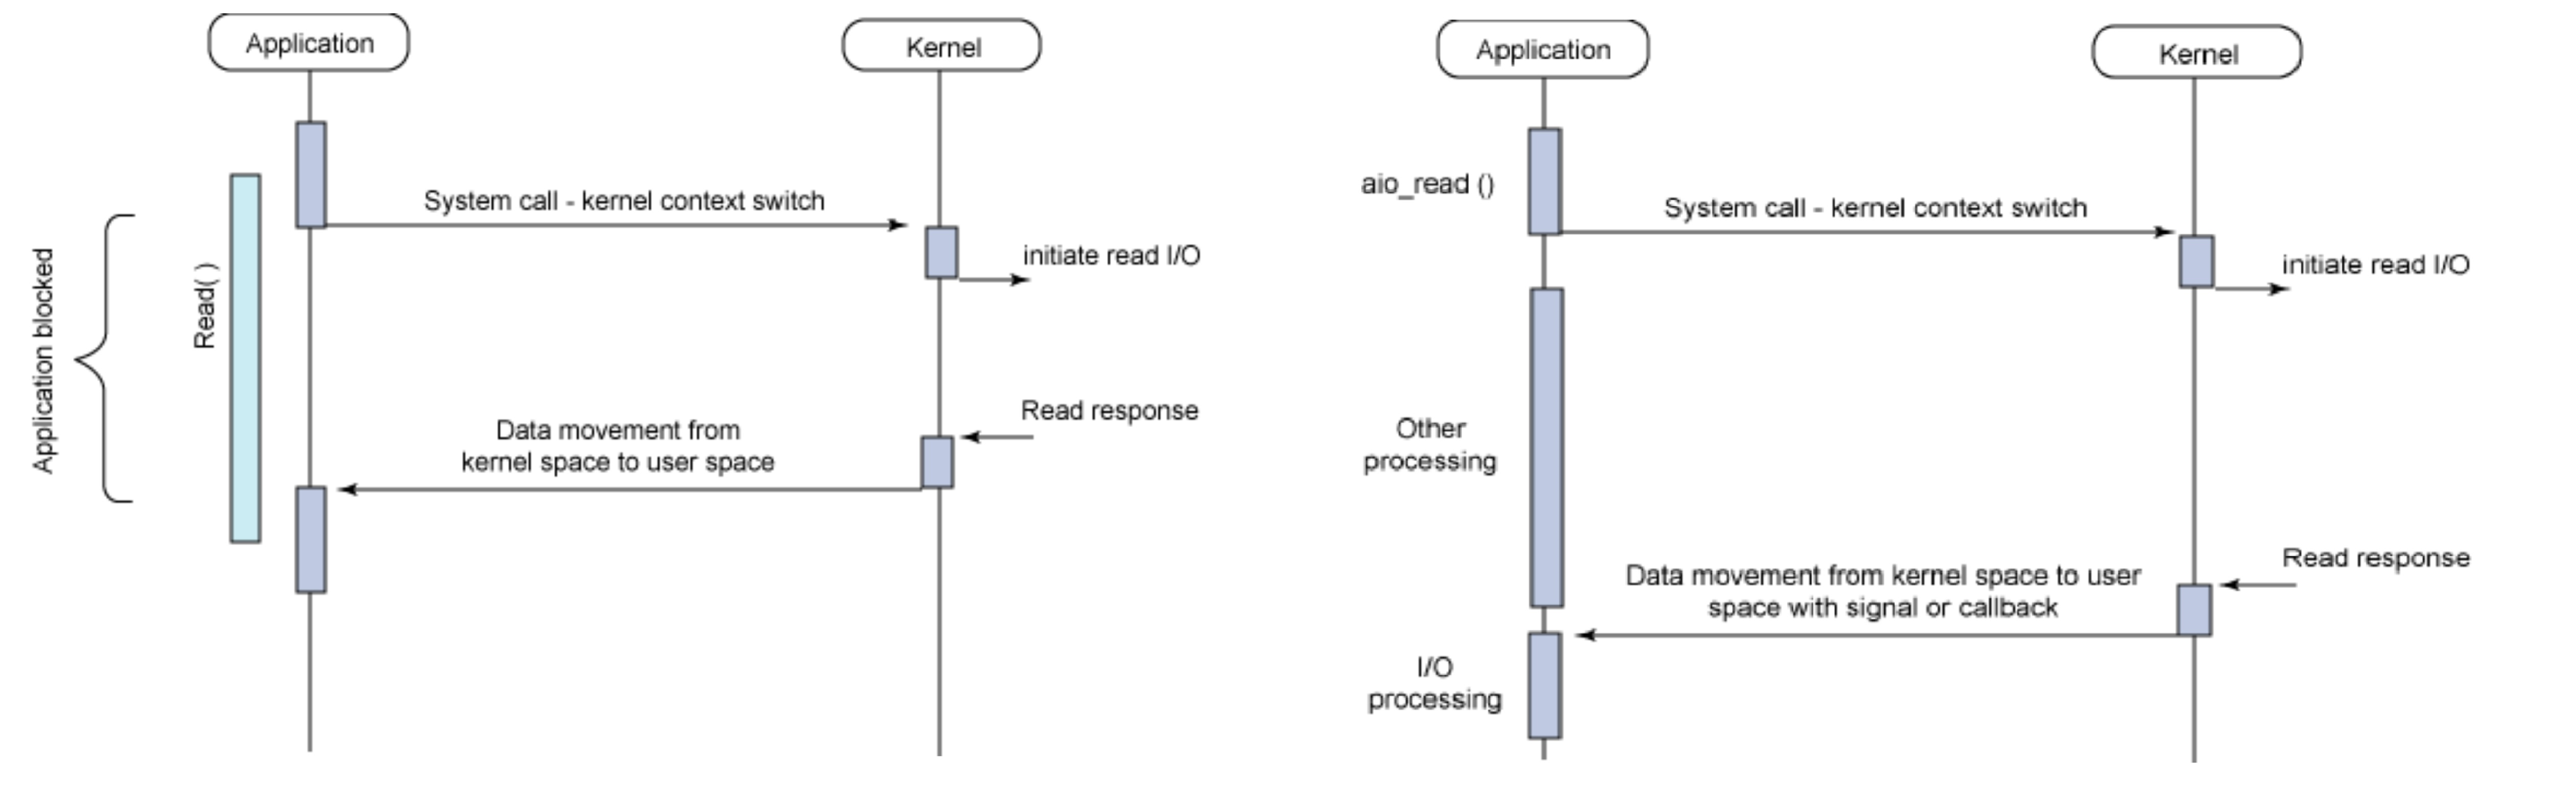 Application
Kernel
System call - kernel context switch
initiate read I/O
Application blocked
Read( )
Read response
Data movement from
kernel space to user space
Application
Kernel
aio_read ()
System call - kernel context switch
initiate read I/O
Other
processing
Read response
Data movement from kernel space to user
space with signal or callback
I/O
processing